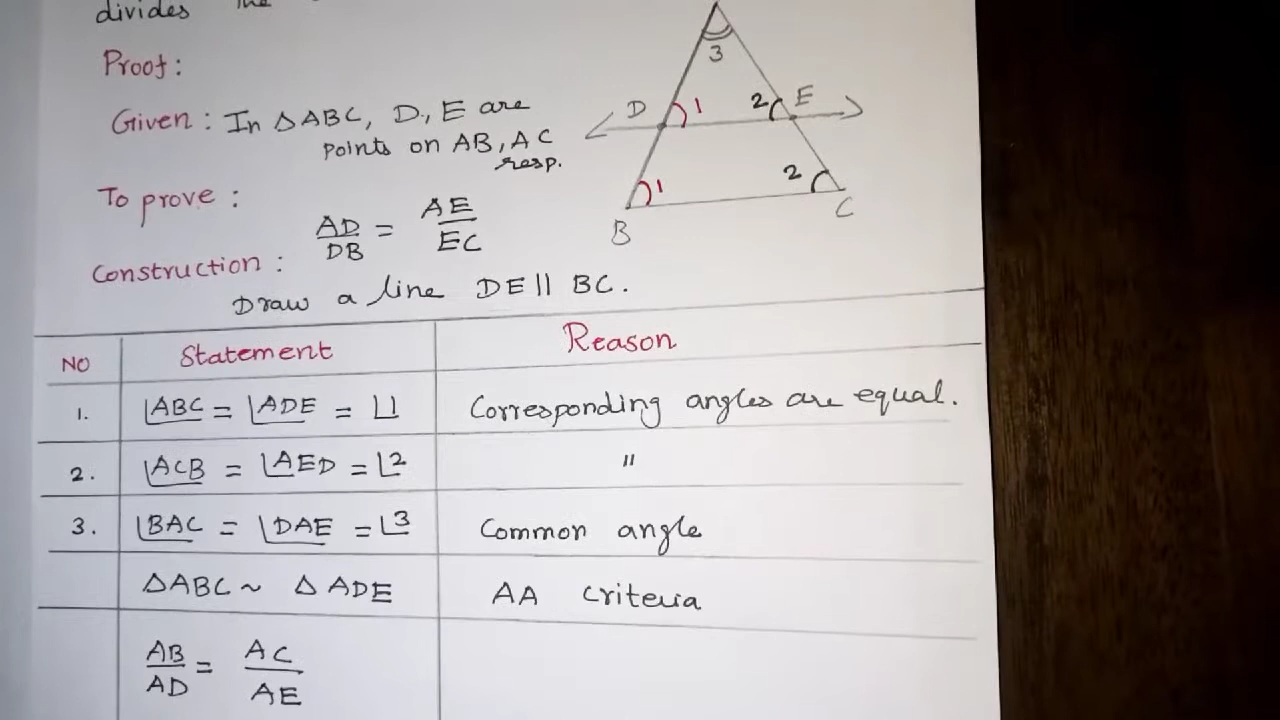 divides the
Proof:
Given: In △ABC, D, E are
points on AB, AC
resp.
To prove:
AD/DB = AE/EC
Construction:
Draw a line DE || BC.
3
D 1 2 E
1 2
B C
NO Statement Reason
1. ∠ABC = ∠ADE = ∠1 Corresponding angles are equal.
2. ∠ACB = ∠AED = ∠2 "
3. ∠BAC = ∠DAE = ∠3 Common angle
△ABC ~ △ADE AA criteria
AB/AD = AC/AE